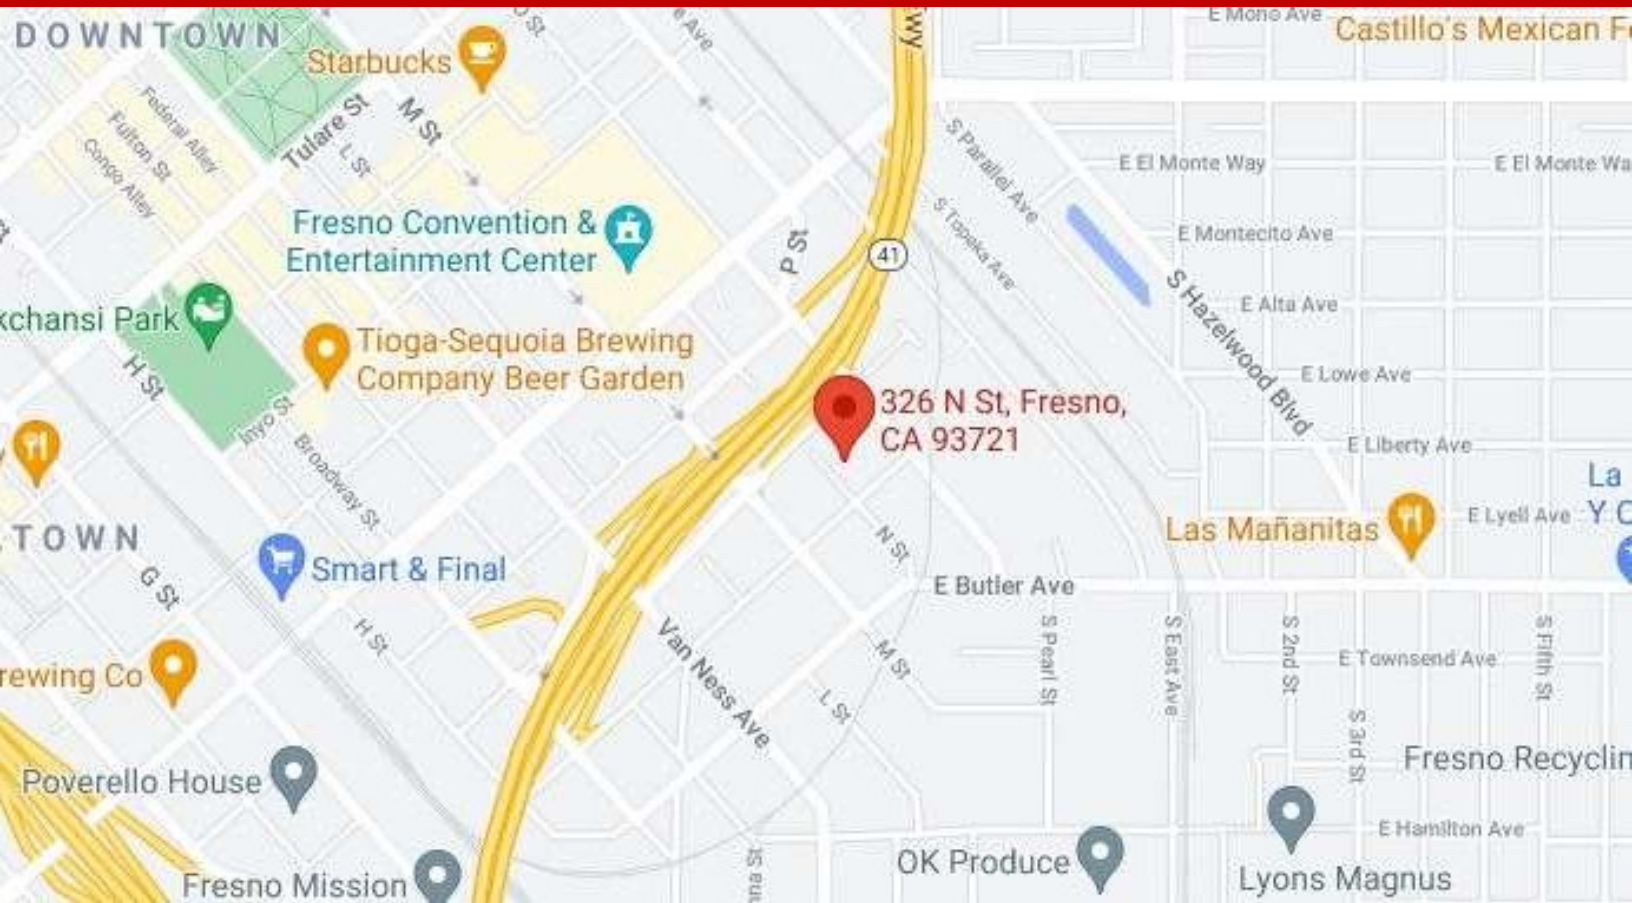 DOWNTOWN
Starbucks
E Mono Ave
Castillo's Mexican F
Federal Alley
Fulton St
Congo Alley
Tulare St
M St
L St
S Parallel Ave
E El Monte Way
E El Monte Wa
Fresno Convention &
Entertainment Center
P St
41
S Topeka Ave
E Montecito Ave
kchansi Park
Tioga-Sequoia Brewing
Company Beer Garden
H St
S Hazelwood Blvd
E Alta Ave
E Lowe Ave
326 N St, Fresno,
CA 93721
Inyo St
Broadway St
E Liberty Ave
La
Y C
TOWN
Las Mañanitas
E Lyell Ave
Smart & Final
N St
E Butler Ave
G St
H St
Van Ness Ave
M St
L St
S Pearl St
S East Ave
S 2nd St
E Townsend Ave
S Fifth St
rewing Co
S 3rd St
Fresno Recyclin
Poverello House
E Hamilton Ave
OK Produce
Lyons Magnus
Fresno Mission